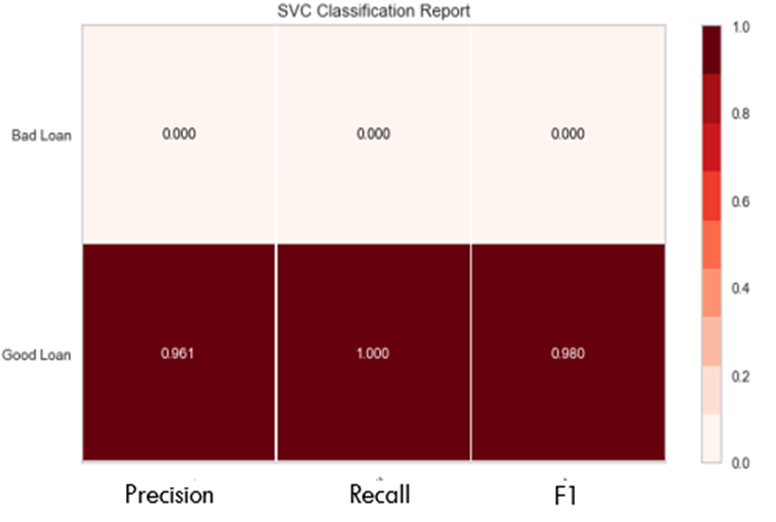 SVC Classification Report
1.0
Bad Loan 0.000 0.000 0.000
0.8
0.6
0.4
Good Loan 0.961 1.000 0.980
0.2
0.0
Precision Recall F1